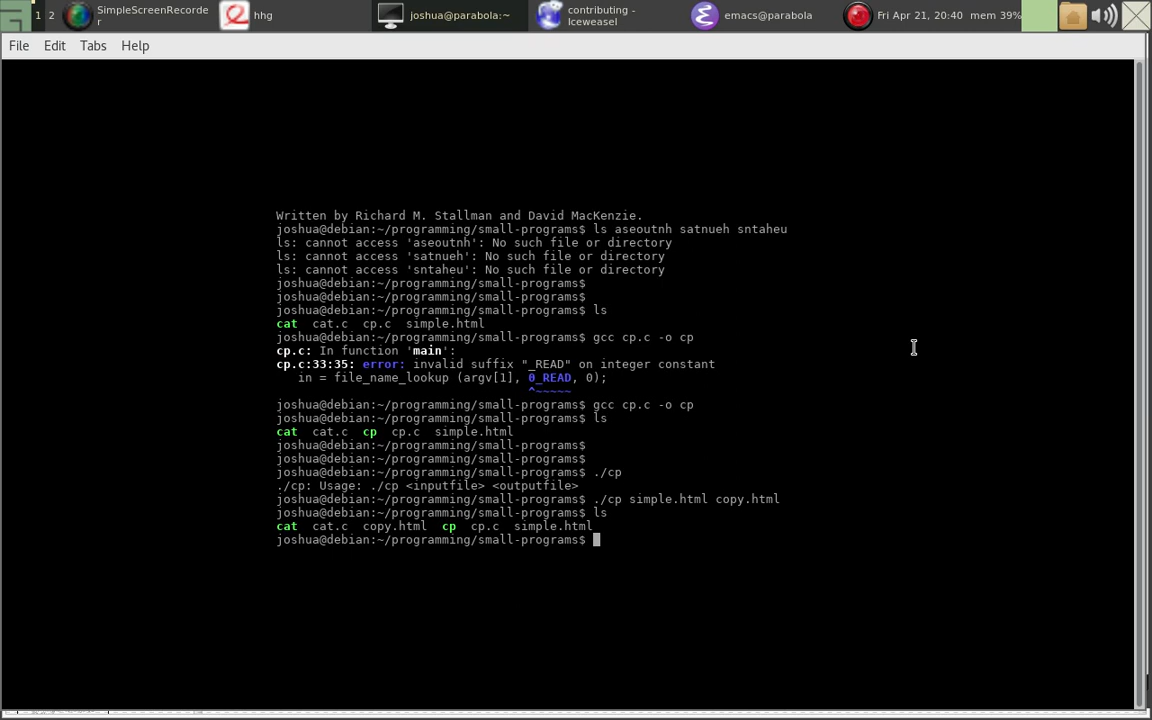 1 2 SimpleScreenRecorder hhg joshua@parabola:~ contributing - Iceweasel emacs@parabola Fri Apr 21, 20:40 mem 39%
File Edit Tabs Help
Written by Richard M. Stallman and David MacKenzie.
joshua@debian:~/programming/small-programs$ ls aseoutnh satnueh sntaheu
ls: cannot access 'aseoutnh': No such file or directory
ls: cannot access 'satnueh': No such file or directory
ls: cannot access 'sntaheu': No such file or directory
joshua@debian:~/programming/small-programs$
joshua@debian:~/programming/small-programs$
joshua@debian:~/programming/small-programs$ ls
cat  cat.c  cp.c  simple.html
joshua@debian:~/programming/small-programs$ gcc cp.c -o cp
cp.c: In function 'main':
cp.c:33:35: error: invalid suffix "_READ" on integer constant
   in = file_name_lookup (argv[1], 0_READ, 0);
                                   ^~~~~~
joshua@debian:~/programming/small-programs$ gcc cp.c -o cp
joshua@debian:~/programming/small-programs$ ls
cat  cat.c  cp  cp.c  simple.html
joshua@debian:~/programming/small-programs$
joshua@debian:~/programming/small-programs$
joshua@debian:~/programming/small-programs$ ./cp
./cp: Usage: ./cp <inputfile> <outputfile>
joshua@debian:~/programming/small-programs$ ./cp simple.html copy.html
joshua@debian:~/programming/small-programs$ ls
cat  cat.c  copy.html  cp  cp.c  simple.html
joshua@debian:~/programming/small-programs$